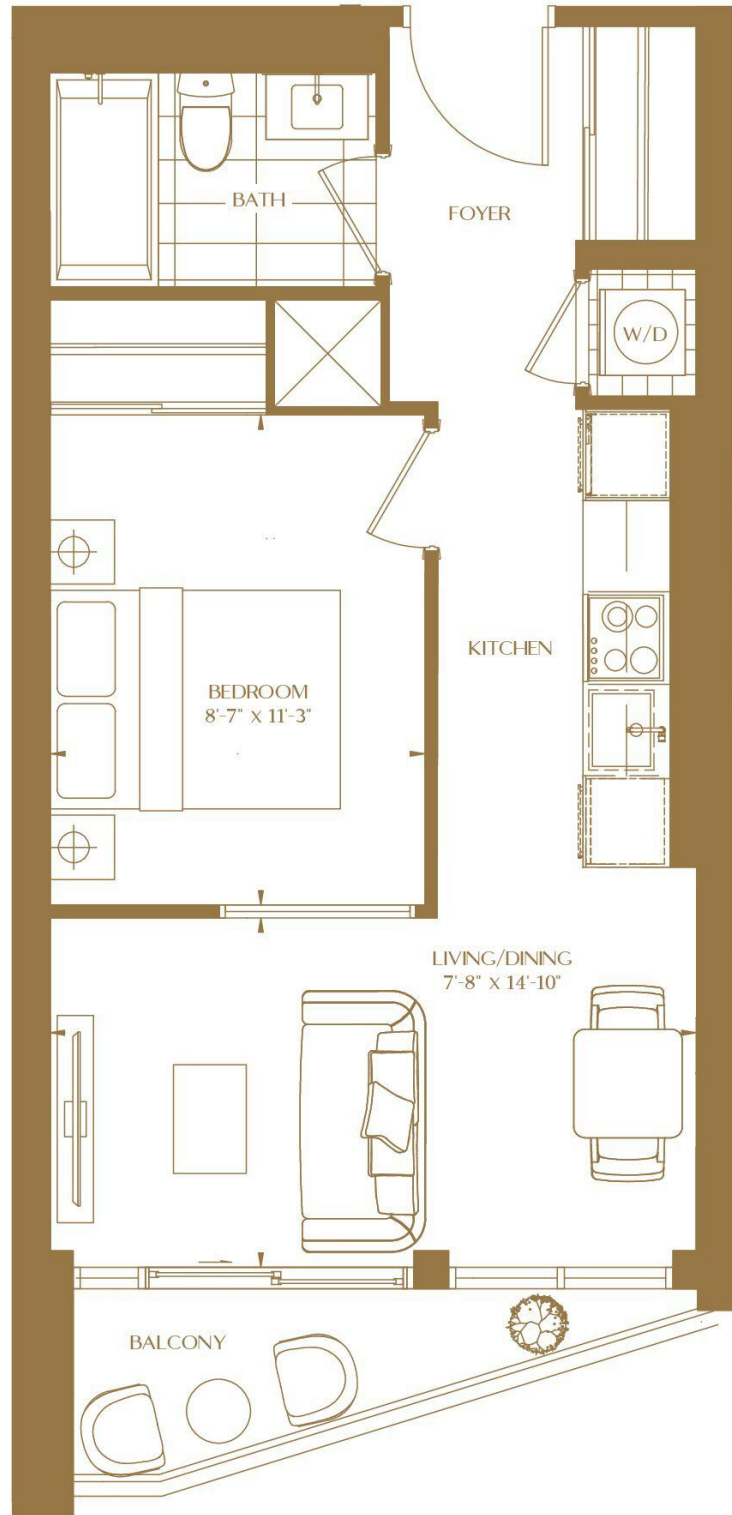 BATH
FOYER
W/D
KITCHEN
BEDROOM
8'-7" X 11'-3"
LIVING/DINING
7'-8" X 14'-10"
BALCONY